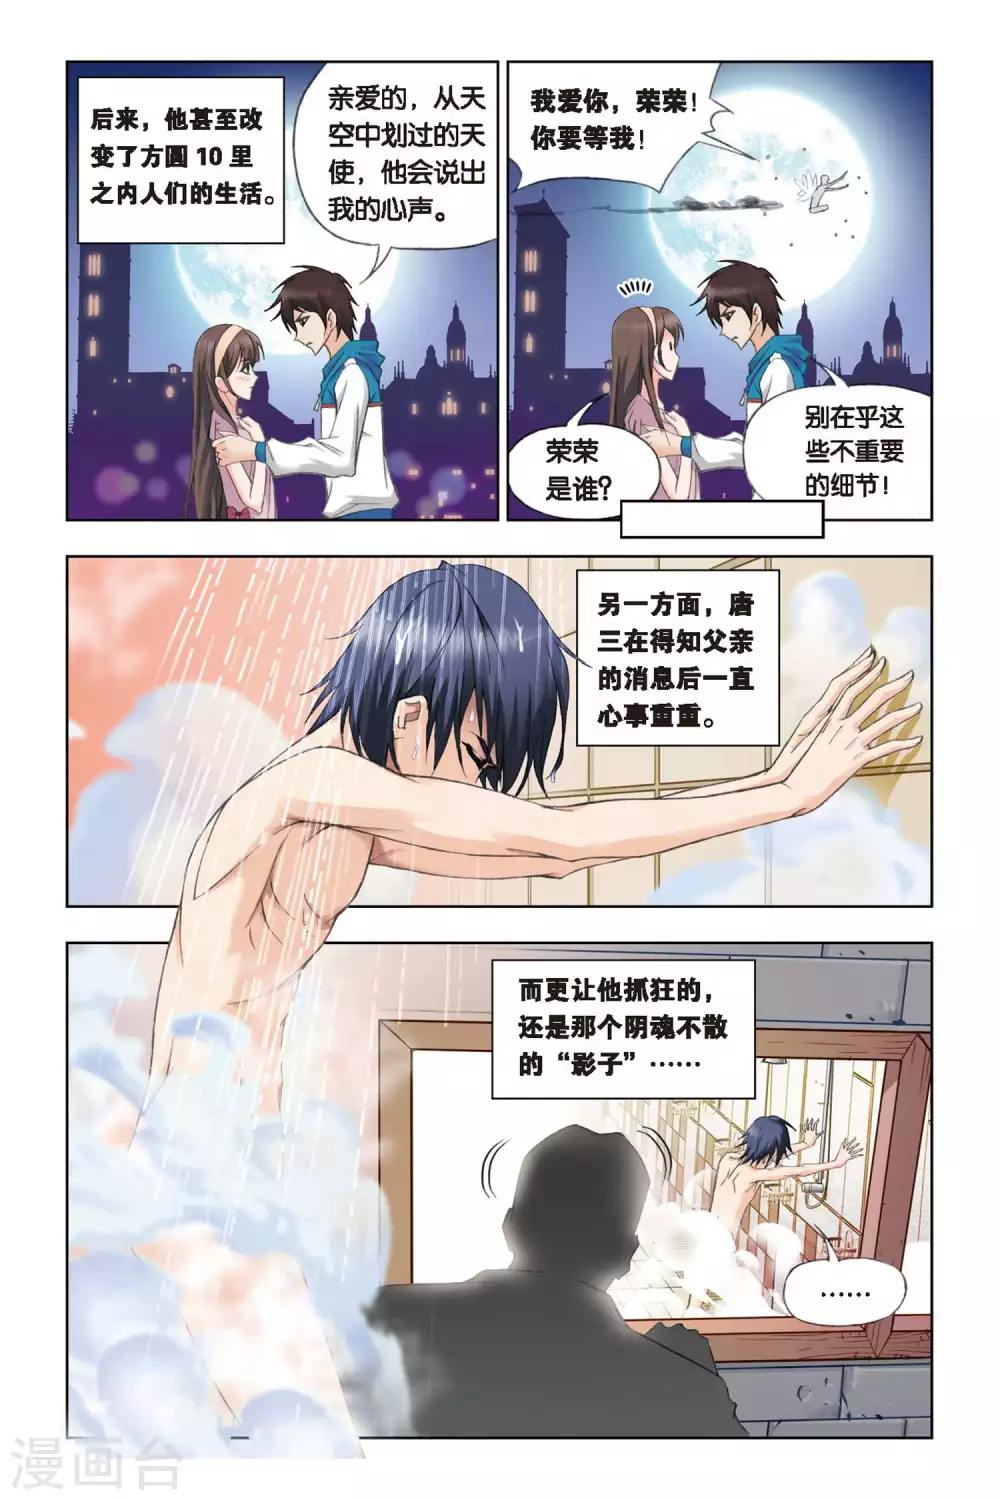 后来，他甚至改
变了方圆10里
之内人们的生活。
亲爱的，从天
空中划过的天
使，他会说出
我的心声。
我爱你，荣荣！
你要等我！
荣荣
是谁？
别在乎这
些不重要
的细节！
另一方面，唐
三在得知父亲
的消息后一直
心事重重。
而更让他抓狂的，
还是那个阴魂不散
的“影子”……
……
漫画台